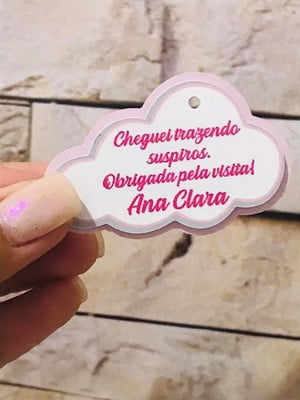 Cheguei trazendo
suspiros.
Obrigada pela visita!
Ana Clara